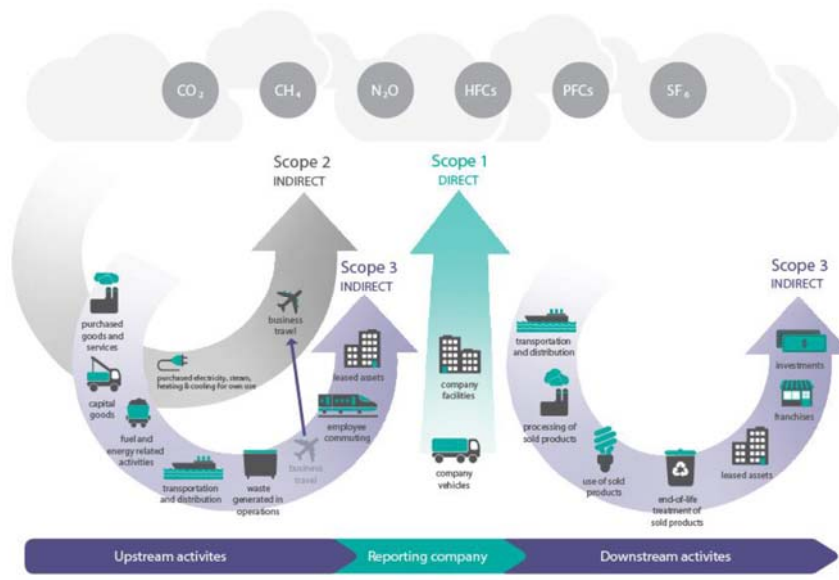 CO2
CH4
N2O
HFCs
PFCs
SF6
Scope 2
INDIRECT
Scope 1
DIRECT
Scope 3
INDIRECT
Scope 3
INDIRECT
purchased
goods and
services
capital
goods
fuel and
energy related
activities
purchased electricity, steam,
heating & cooling for own use
transportation
and distribution
waste
generated in
operations
business
travel
business
travel
employee
commuting
leased assets
company
facilities
company
vehicles
transportation
and distribution
processing of
sold products
use of sold
products
end-of-life
treatment of
sold products
leased assets
franchises
investments
$
Upstream activites
Reporting company
Downstream activites